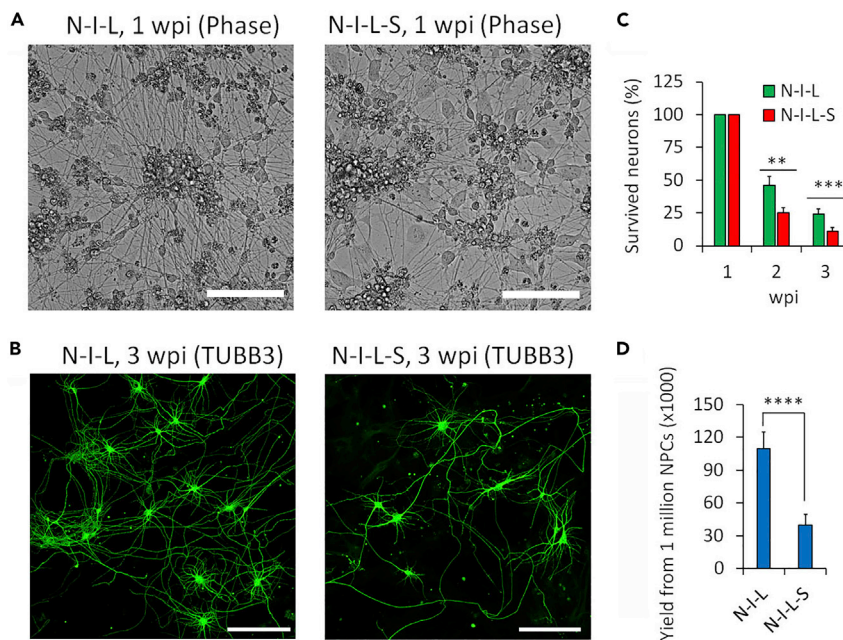 A
N-I-L, 1 wpi (Phase)
N-I-L-S, 1 wpi (Phase)
B
N-I-L, 3 wpi (TUBB3)
N-I-L-S, 3 wpi (TUBB3)
C
Survived neurons (%)
125
100
75
50
25
0
N-I-L
N-I-L-S
**
***
1 2 3
wpi
D
Yield from 1 million NPCs (x1000)
150
120
90
60
30
0
****
N-I-L
N-I-L-S